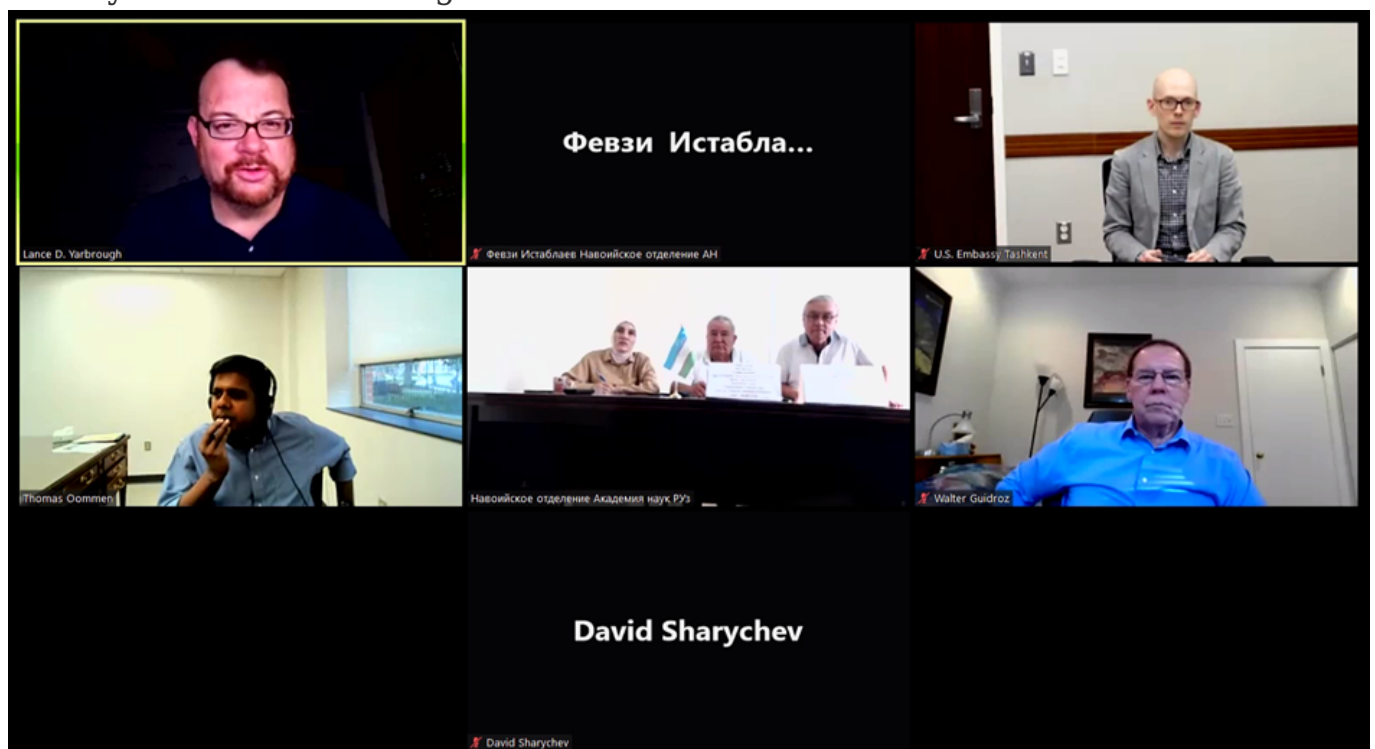 Lance D. Yarbrough
Февзи Истабла...
Февзи Истаблаев Навоийское отделение АН
U.S. Embassy Tashkent
Thomas Oommen
Навоийское отделение Академия наук РУз
Walter Guidroz
David Sharychev
David Sharychev